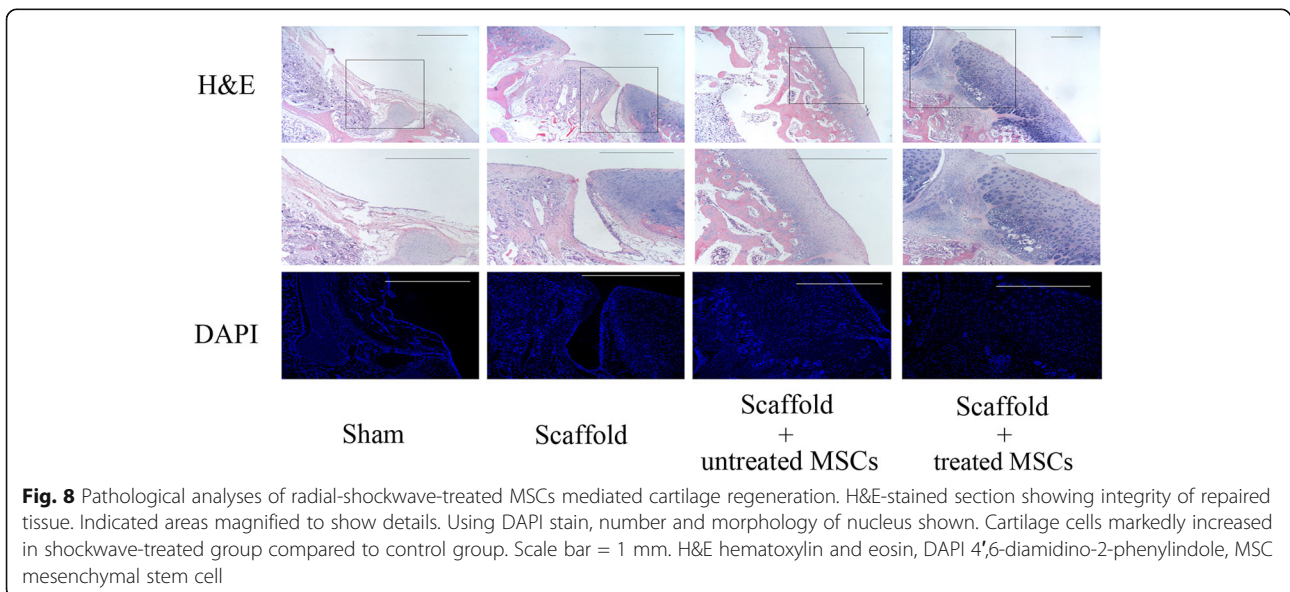 H&E
DAPI
Sham
Scaffold
Scaffold
+
untreated MSCs
Scaffold
+
treated MSCs
Fig. 8 Pathological analyses of radial-shockwave-treated MSCs mediated cartilage regeneration. H&E-stained section showing integrity of repaired
tissue. Indicated areas magnified to show details. Using DAPI stain, number and morphology of nucleus shown. Cartilage cells markedly increased
in shockwave-treated group compared to control group. Scale bar = 1 mm. H&E hematoxylin and eosin, DAPI 4′,6-diamidino-2-phenylindole, MSC
mesenchymal stem cell